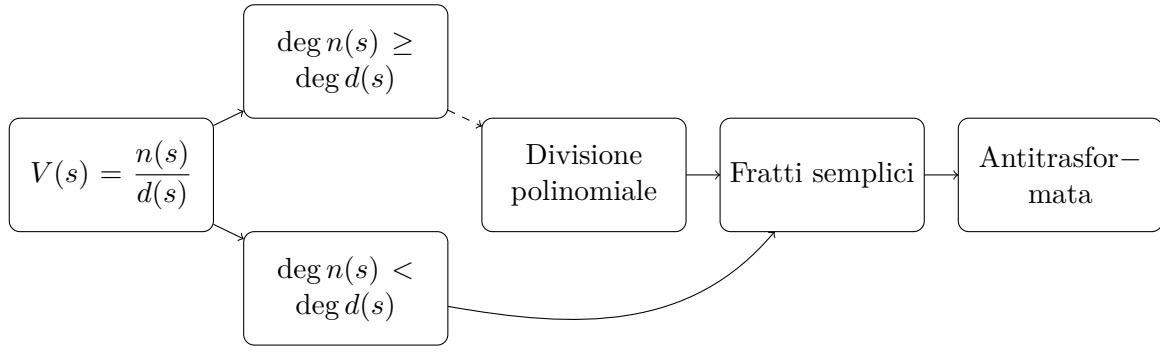 V(s) = n(s)/d(s)
deg n(s) ≥
deg d(s)
deg n(s) <
deg d(s)
Divisione
polinomiale
Fratti semplici
Antitrasfor−
mata